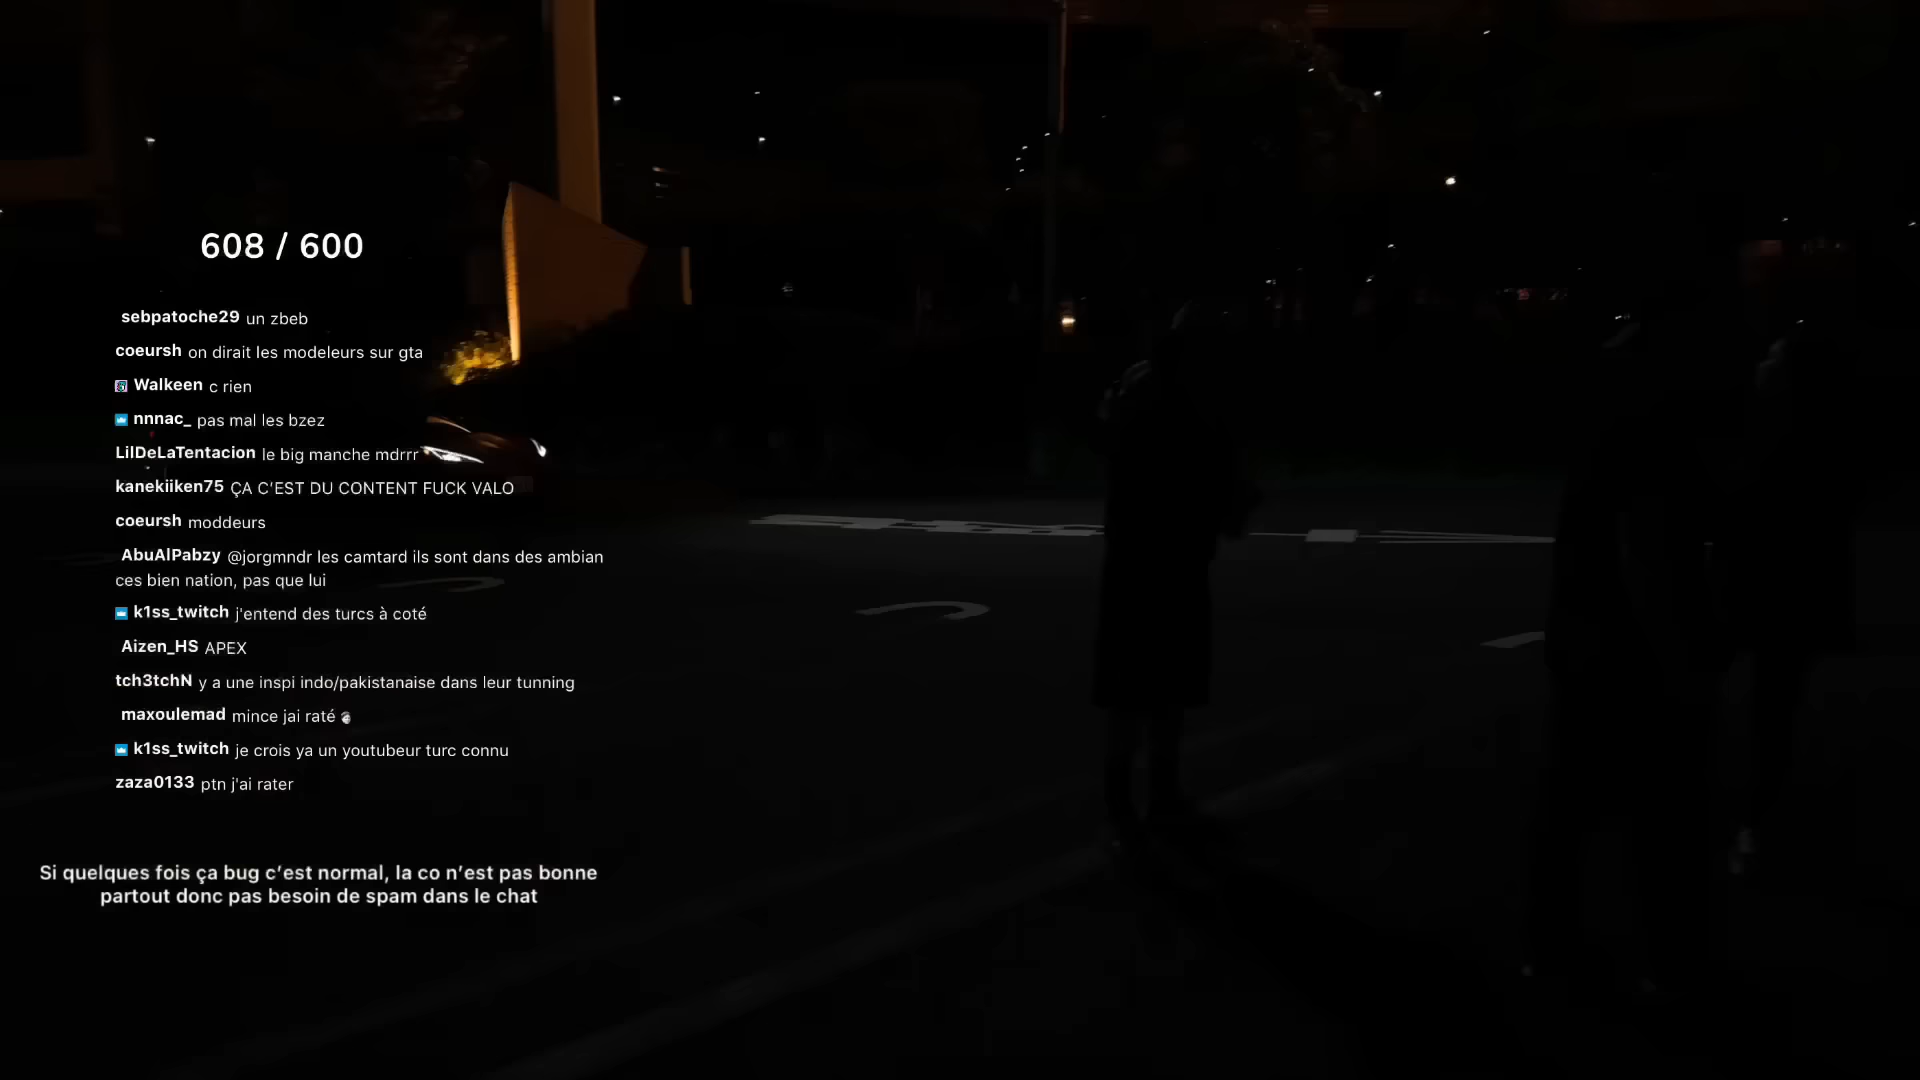 608 / 600
sebpatoche29 un zbeb
coeursh on dirait les modeleurs sur gta
Walkeen c rien
nnnac_ pas mal les bzez
LilDeLaTentacion le big manche mdrrr
kanekiiken75 ÇA C'EST DU CONTENT FUCK VALO
coeursh moddeurs
AbuAlPabzy @jorgmndr les camtard ils sont dans des ambian
ces bien nation, pas que lui
k1ss_twitch j'entend des turcs à coté
Aizen_HS APEX
tch3tchN y a une inspi indo/pakistanaise dans leur tunning
maxoulemad mince jai raté
k1ss_twitch je crois ya un youtubeur turc connu
zaza0133 ptn j'ai rater
Si quelques fois ça bug c'est normal, la co n'est pas bonne
partout donc pas besoin de spam dans le chat